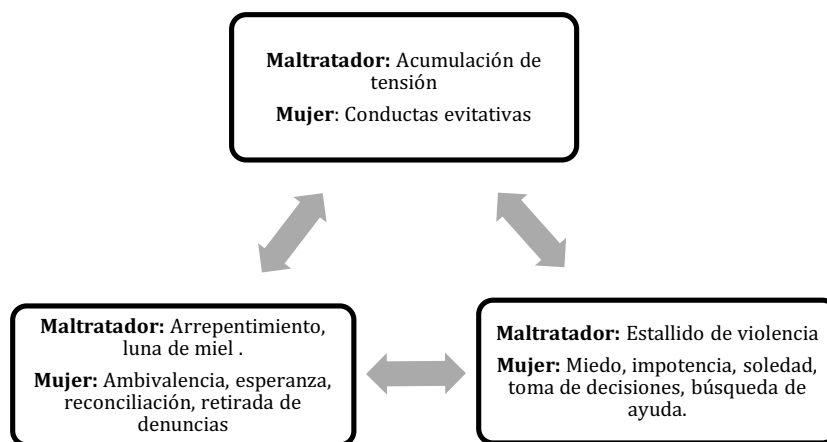 Maltratador: Acumulación de
tensión
Mujer: Conductas evitativas
Maltratador: Arrepentimiento,
luna de miel .
Mujer: Ambivalencia, esperanza,
reconciliación, retirada de
denuncias
Maltratador: Estallido de violencia
Mujer: Miedo, impotencia, soledad,
toma de decisiones, búsqueda de
ayuda.